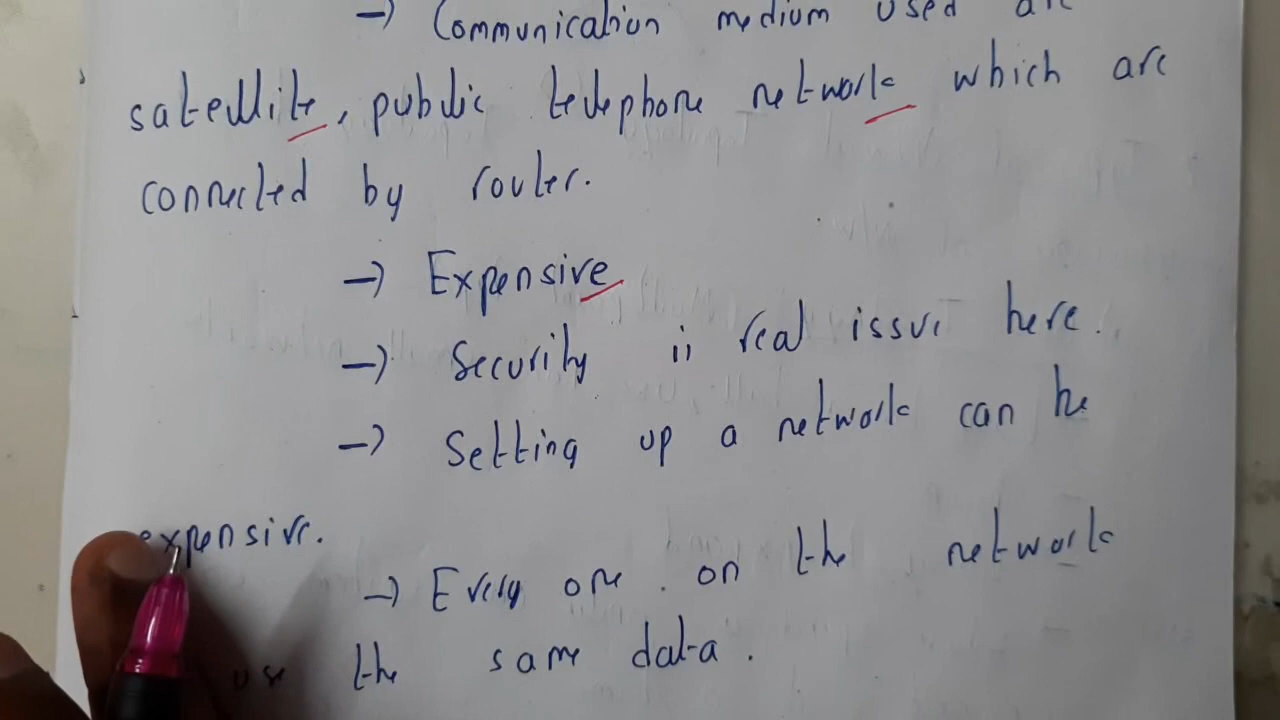 → Communication medium used are
satellite, public telephone network which are
connected by router.
→ Expensive
→ Security is real issue here.
→ Setting up a network can be
expensive.
→ Every one on the network
use the same data.